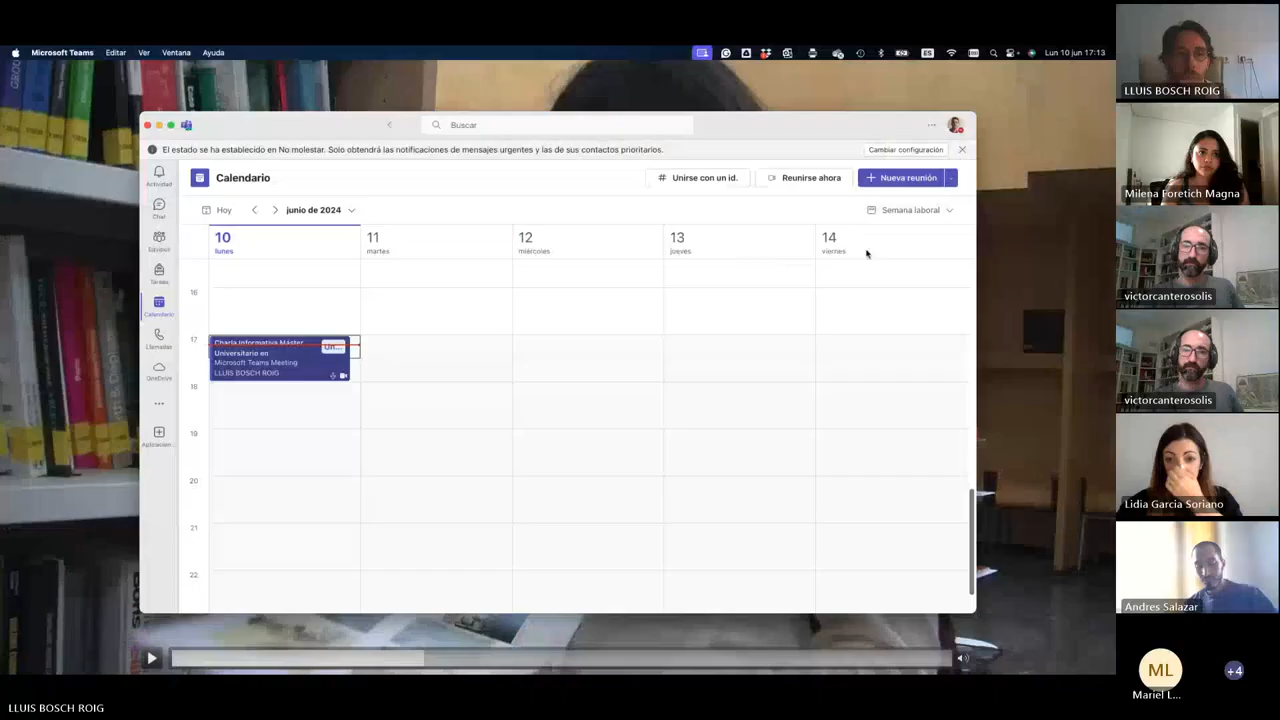 Microsoft Teams Editar Ver Ventana Ayuda
ES
Lun 10 jun 17:13
Buscar
El estado se ha establecido en No molestar. Solo obtendrá las notificaciones de mensajes urgentes y las de sus contactos prioritarios.
Cambiar configuración
Actividad
Chat
Equipos
Tareas
Calendario
Llamadas
OneDrive
Aplicacion...
Calendario
Unirse con un id.
Reunirse ahora
Nueva reunión
Hoy
junio de 2024
Semana laboral
10
lunes
11
martes
12
miércoles
13
jueves
14
viernes
16
17
18
19
20
21
22
Charla Informativa Máster
Universitario en
Microsoft Teams Meeting
LLUIS BOSCH ROIG
Un...
LLUIS BOSCH ROIG
Milena Foretich Magna
victorcanterosolis
victorcanterosolis
Lidia Garcia Soriano
Andres Salazar
ML
Mariel L...
+4
LLUIS BOSCH ROIG